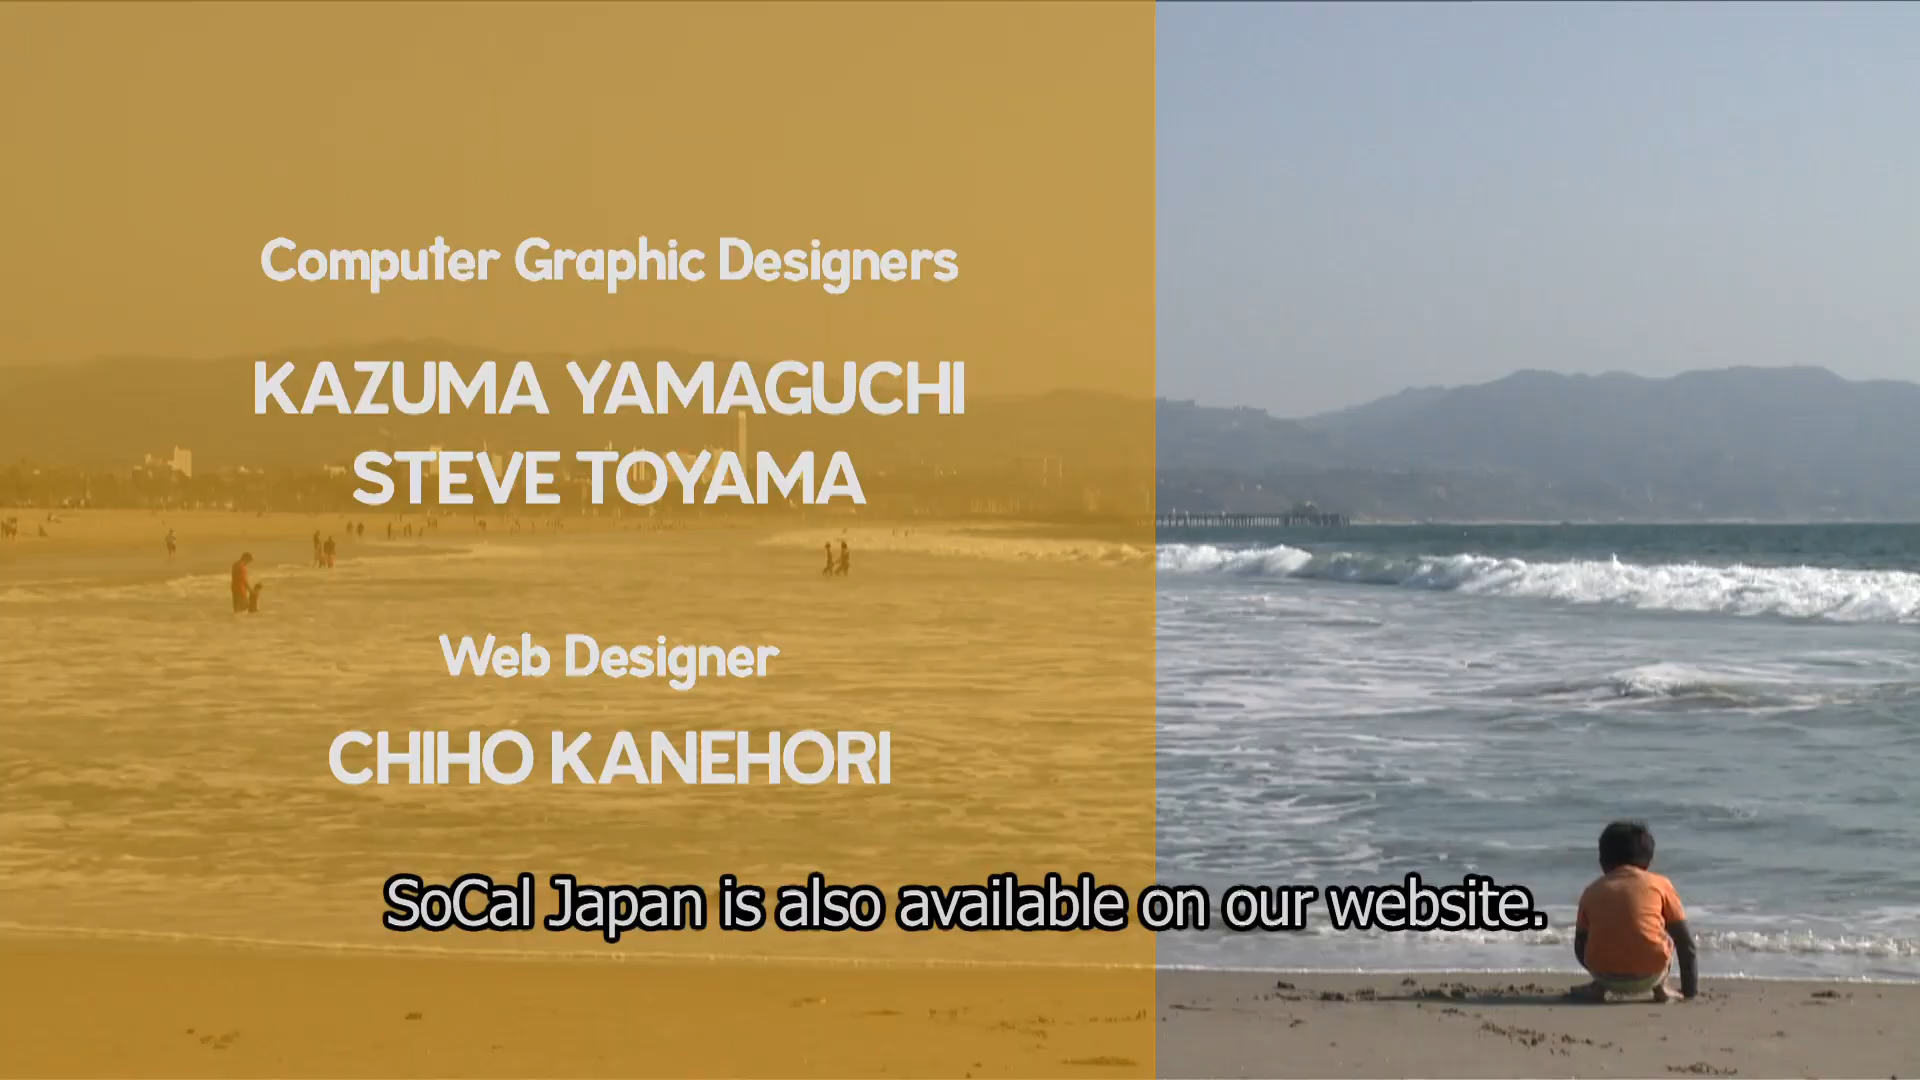 Computer Graphic Designers
KAZUMA YAMAGUCHI
STEVE TOYAMA
Web Designer
CHIHO KANEHORI
SoCal Japan is also available on our website.